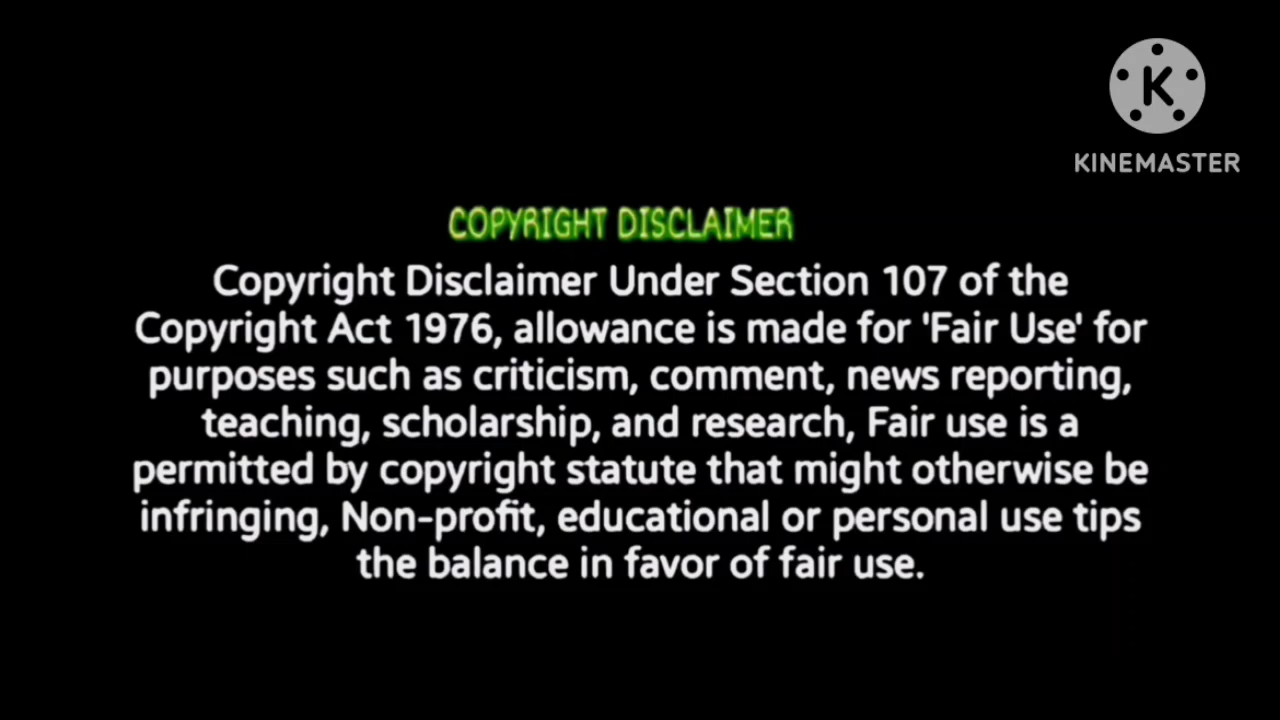 K
KINEMASTER
COPYRIGHT DISCLAIMER
Copyright Disclaimer Under Section 107 of the
Copyright Act 1976, allowance is made for 'Fair Use' for
purposes such as criticism, comment, news reporting,
teaching, scholarship, and research, Fair use is a
permitted by copyright statute that might otherwise be
infringing, Non-profit, educational or personal use tips
the balance in favor of fair use.